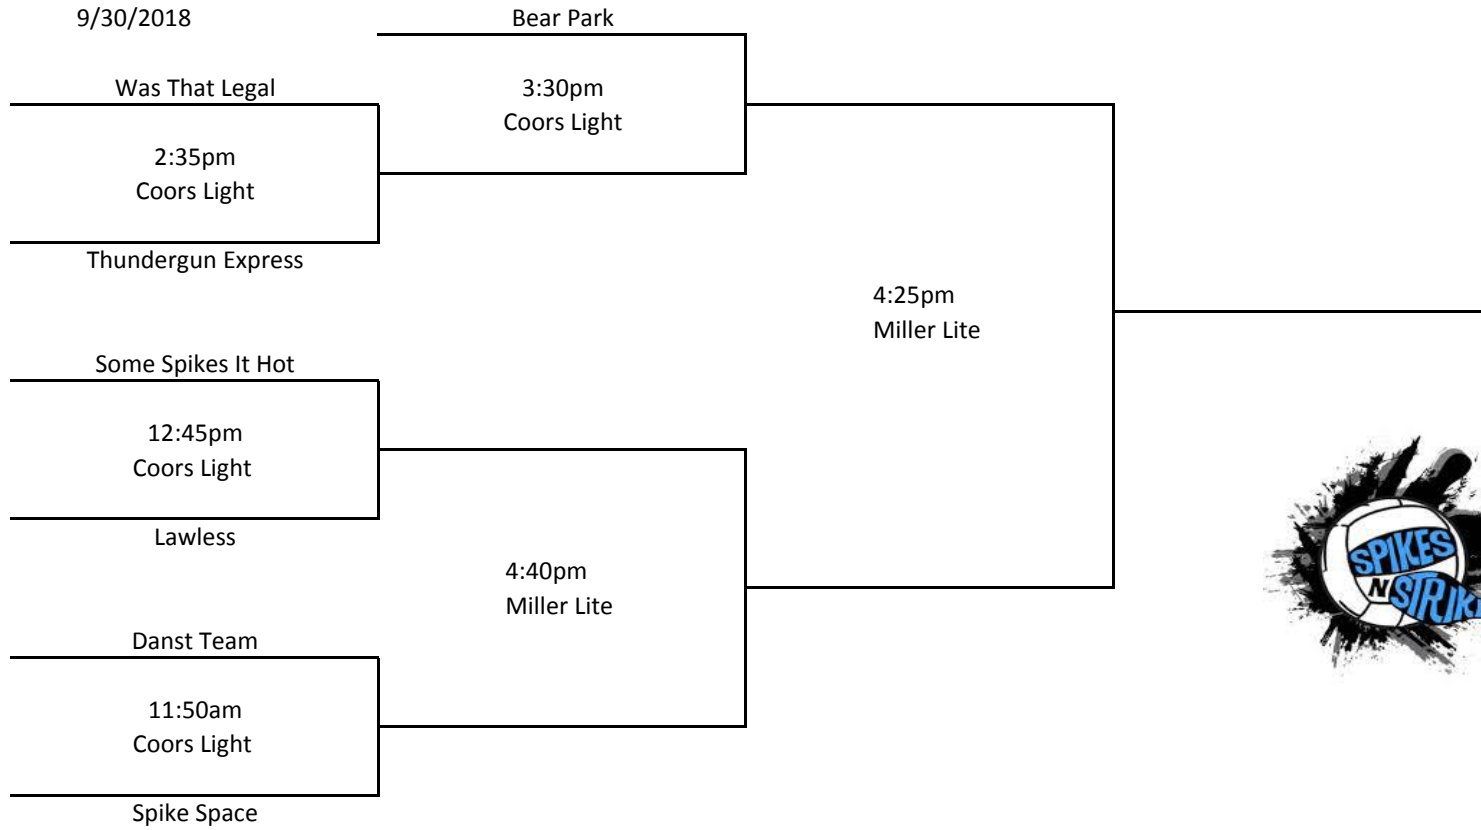 9/30/2018
Bear Park
Was That Legal
3:30pm
Coors Light
2:35pm
Coors Light
Thundergun Express
4:25pm
Miller Lite
Some Spikes It Hot
12:45pm
Coors Light
Lawless
4:40pm
Miller Lite
Danst Team
11:50am
Coors Light
Spike Space
SPIKES
N STRIK